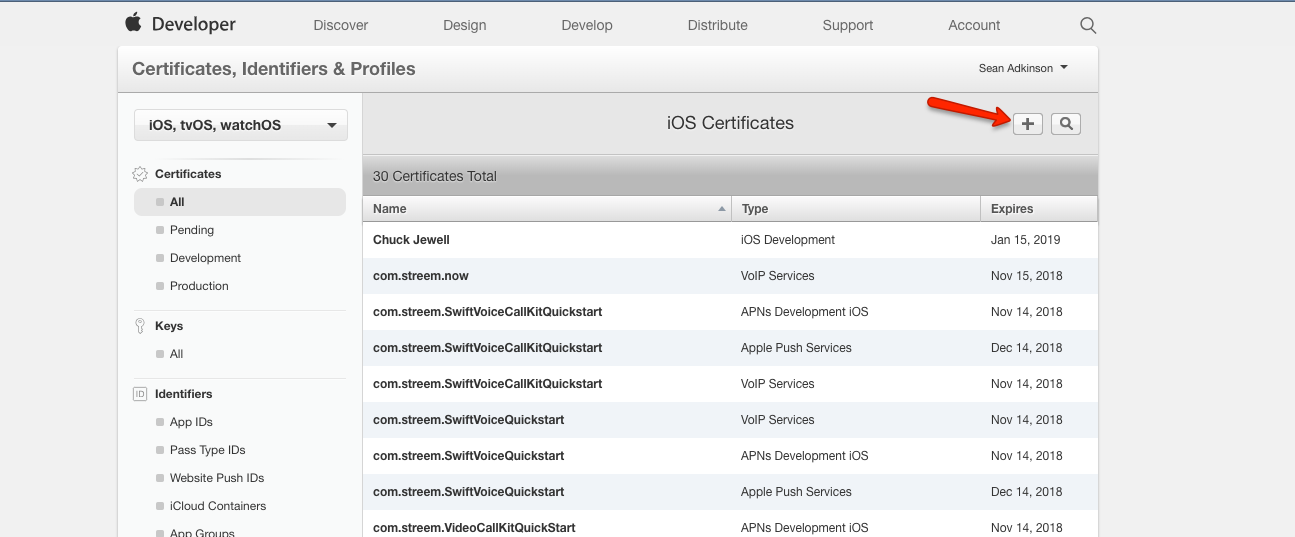 Developer Discover Design Develop Distribute Support Account
Certificates, Identifiers & Profiles
Sean Adkinson
iOS, tvOS, watchOS
Certificates
All
Pending
Development
Production
Keys
All
Identifiers
App IDs
Pass Type IDs
Website Push IDs
iCloud Containers
App Groups
iOS Certificates
30 Certificates Total
Name Type Expires
Chuck Jewell iOS Development Jan 15, 2019
com.streem.now VoIP Services Nov 15, 2018
com.streem.SwiftVoiceCallKitQuickstart APNs Development iOS Nov 14, 2018
com.streem.SwiftVoiceCallKitQuickstart Apple Push Services Dec 14, 2018
com.streem.SwiftVoiceCallKitQuickstart VoIP Services Nov 14, 2018
com.streem.SwiftVoiceQuickstart VoIP Services Nov 14, 2018
com.streem.SwiftVoiceQuickstart APNs Development iOS Nov 14, 2018
com.streem.SwiftVoiceQuickstart Apple Push Services Dec 14, 2018
com.streem.VideoCallKitQuickStart APNs Development iOS Nov 14, 2018